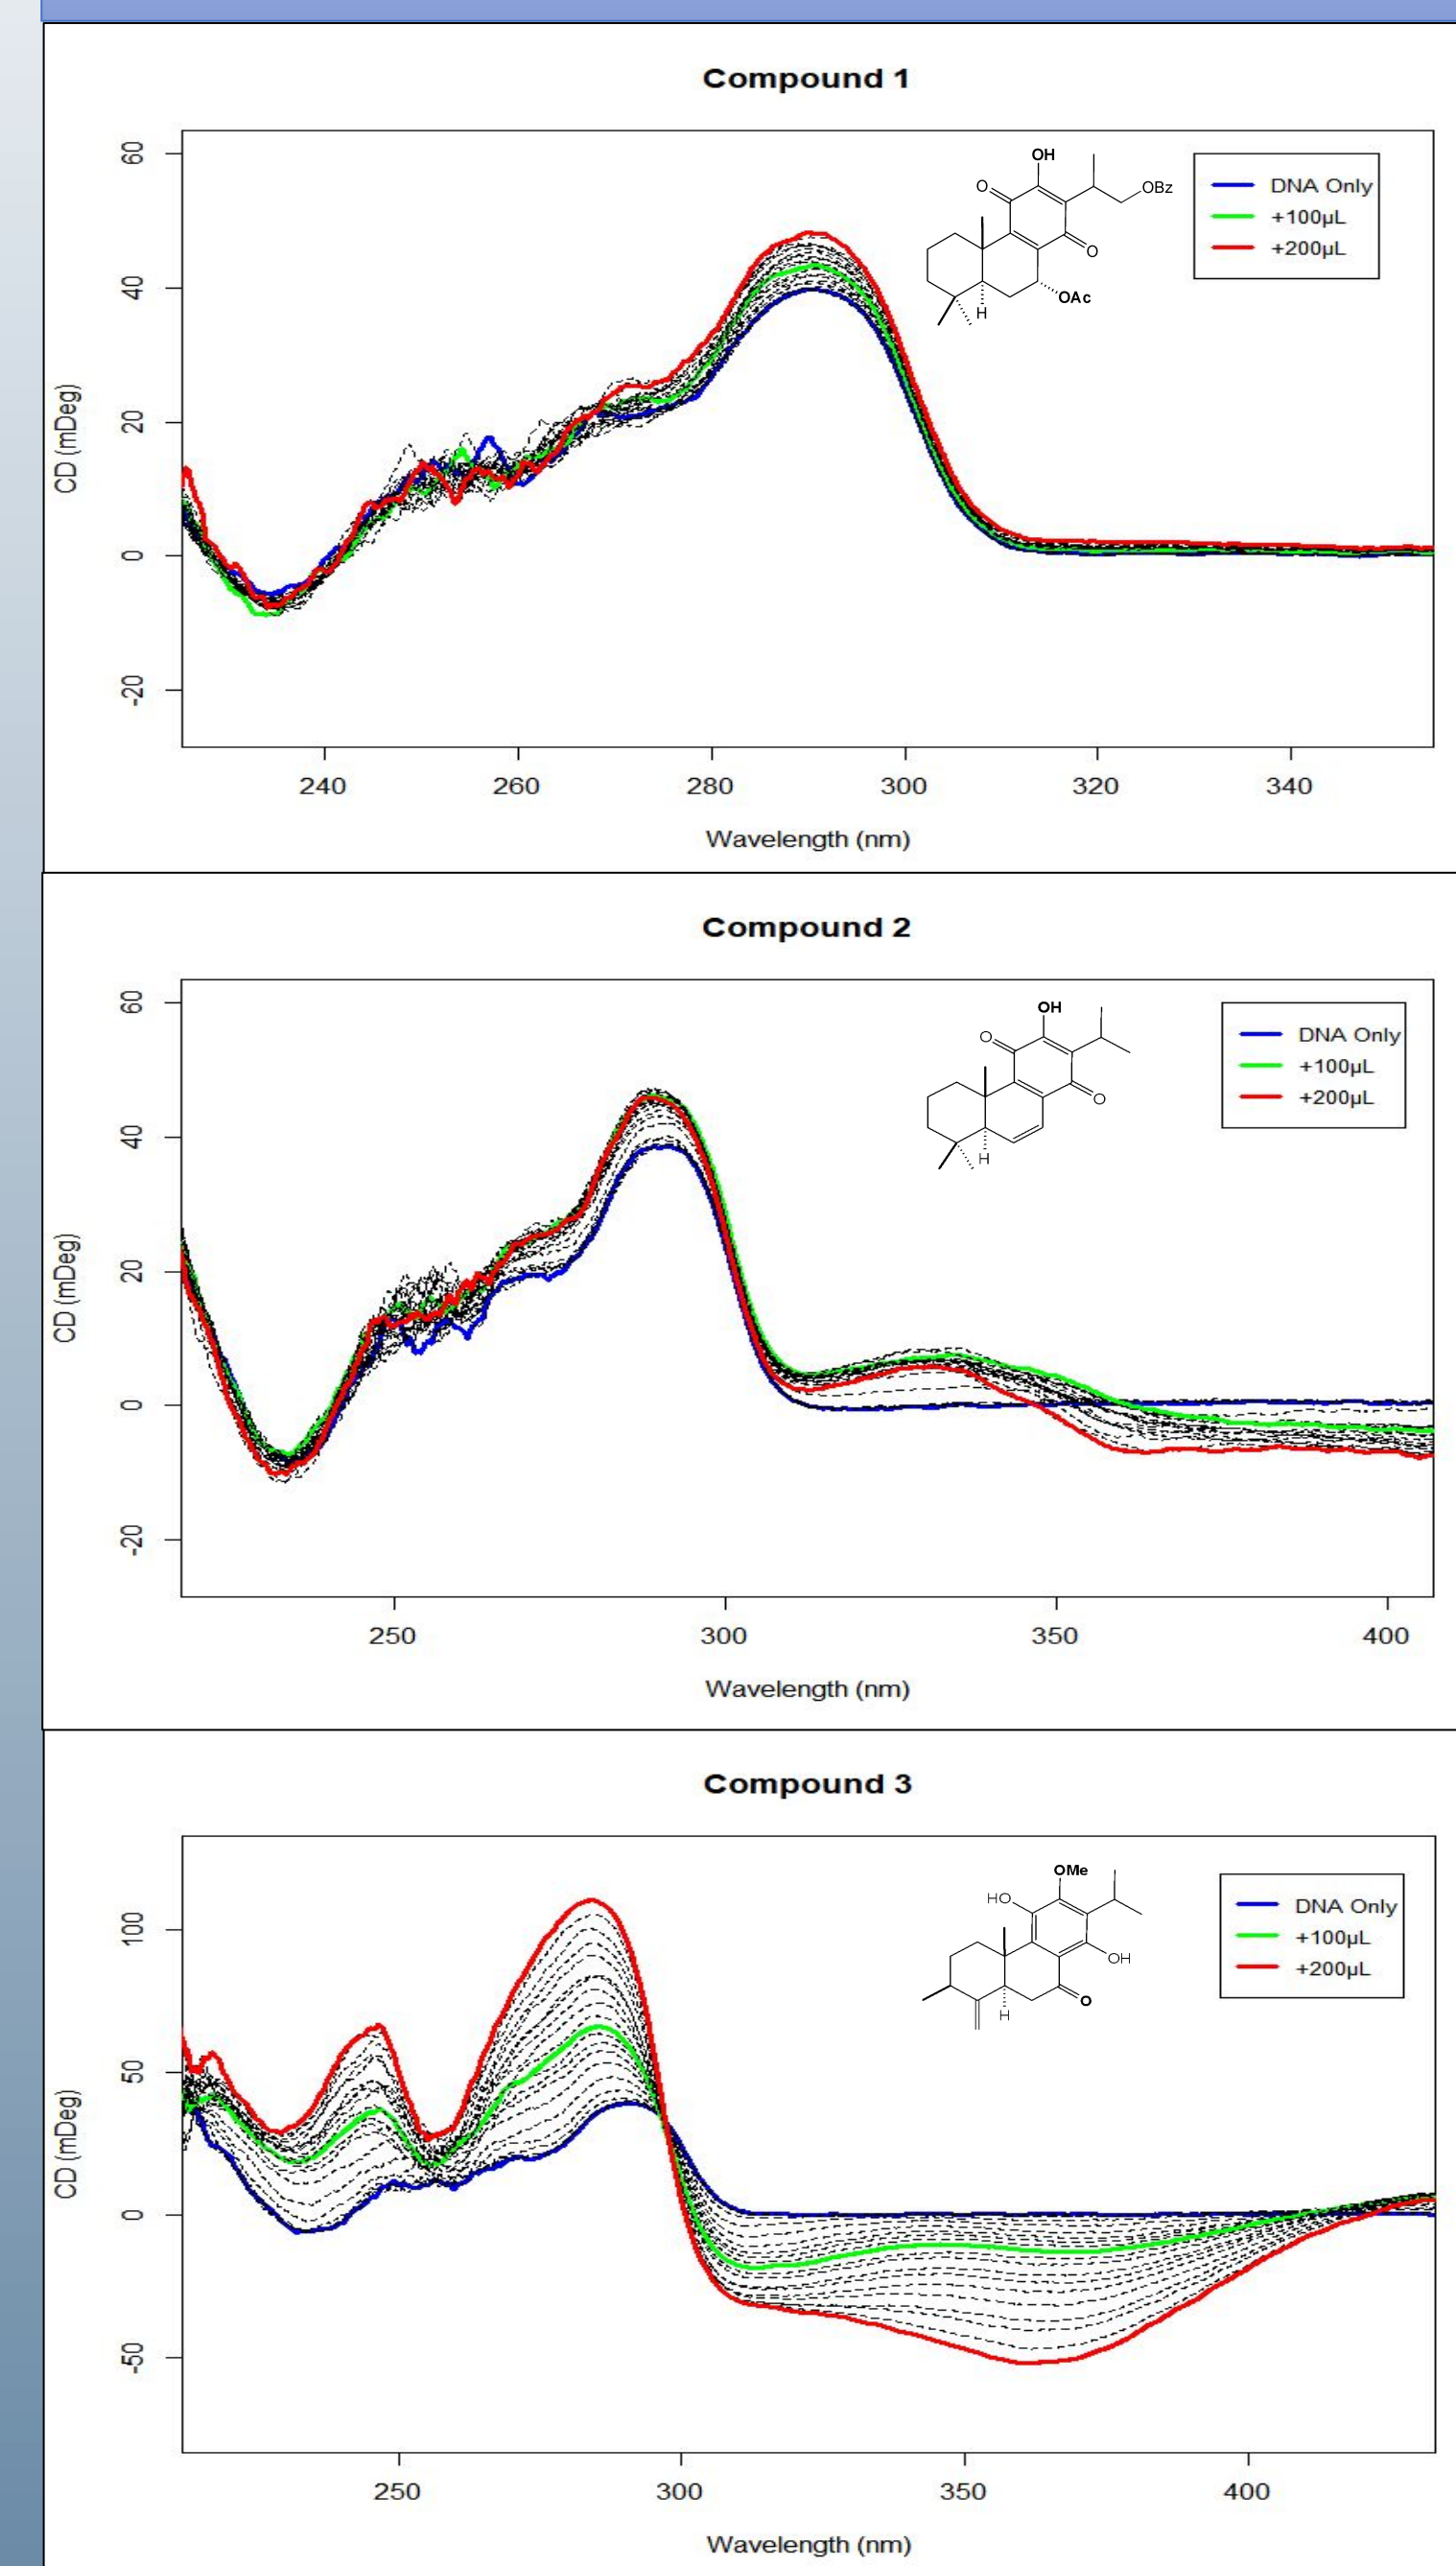 Compound 1
60
40
20
0
-20
CD (mDeg)
OH
O
OBz
O
OAc
H
DNA Only
+100µL
+200µL
240 260 280 300 320 340
Wavelength (nm)
Compound 2
60
40
20
0
-20
CD (mDeg)
OH
O
O
H
DNA Only
+100µL
+200µL
250 300 350 400
Wavelength (nm)
Compound 3
100
50
0
-50
CD (mDeg)
OMe
HO
OH
O
H
DNA Only
+100µL
+200µL
250 300 350 400
Wavelength (nm)